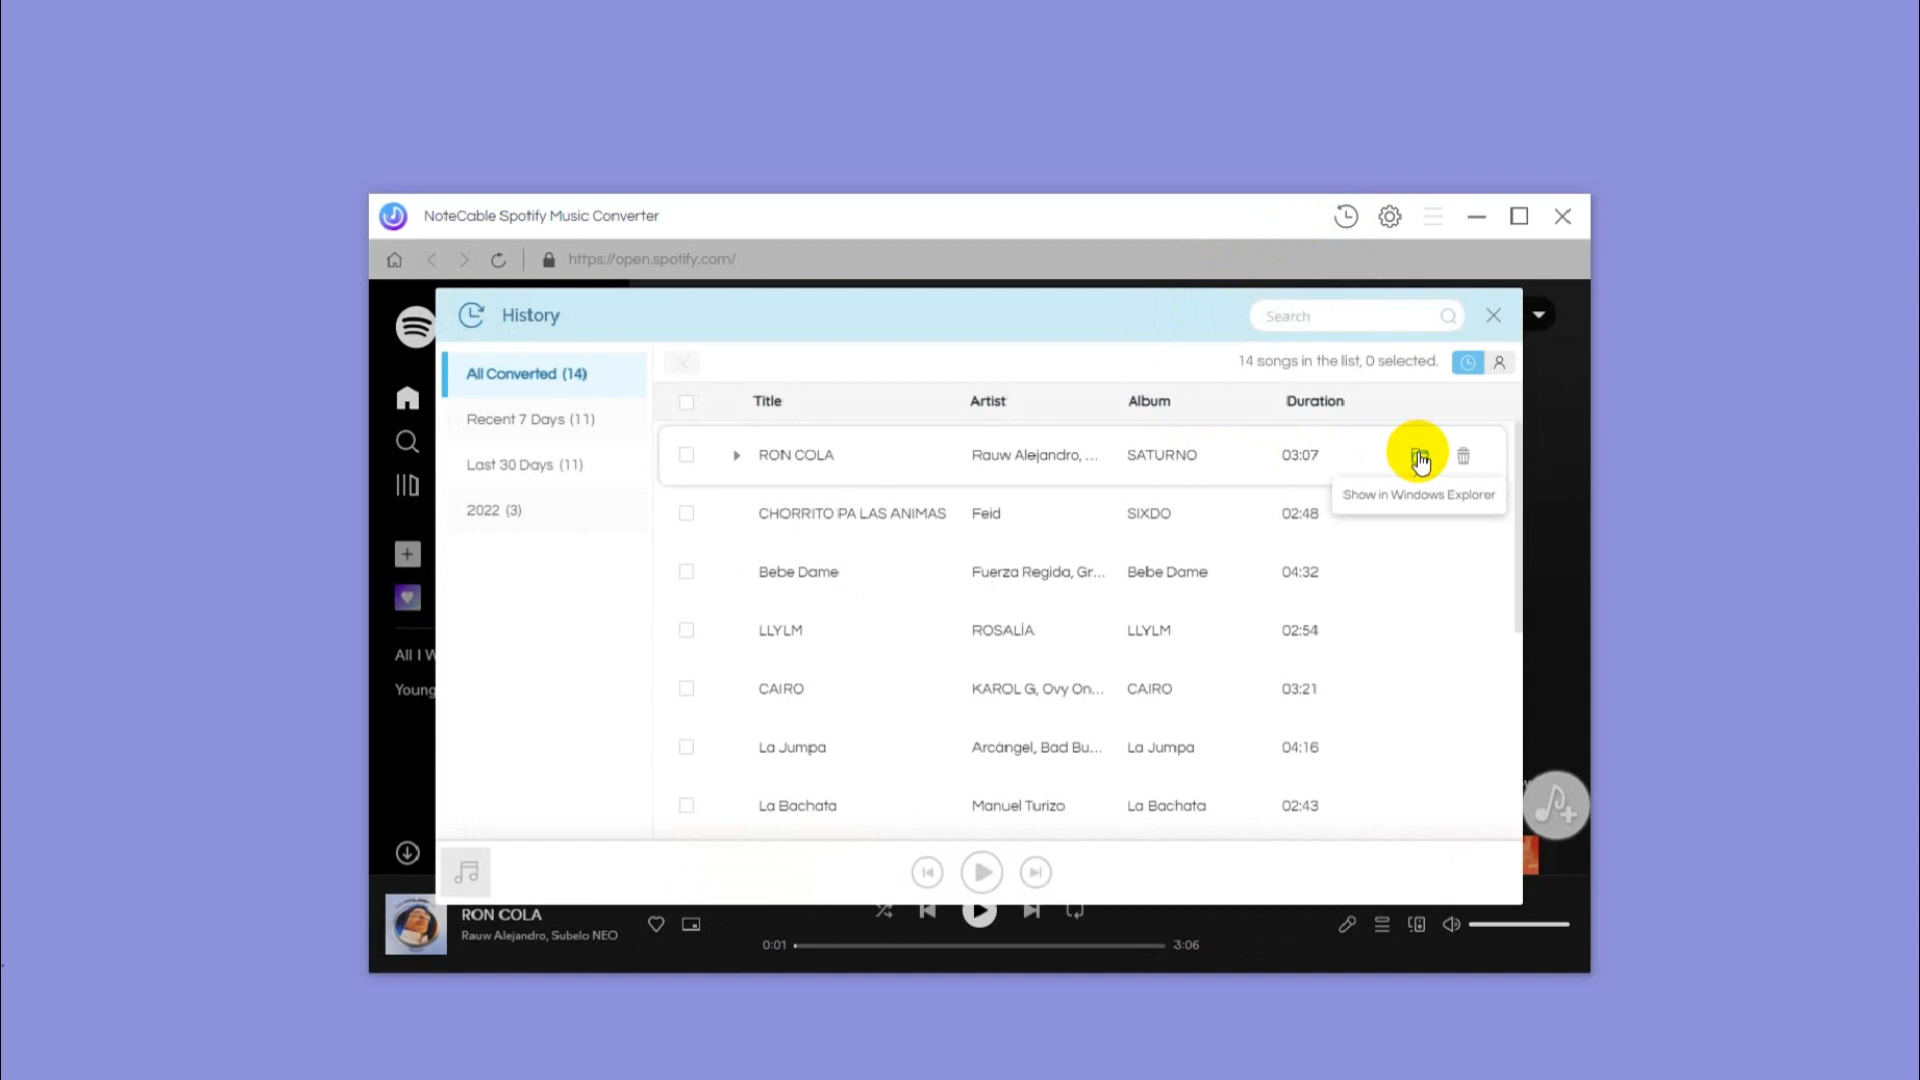 NoteCable Spotify Music Converter
https://open.spotify.com/
History
Search
All Converted (14)
14 songs in the list, 0 selected.
Recent 7 Days (11)
Last 30 Days (11)
2022 (3)
Title Artist Album Duration
RON COLA Rauw Alejandro, ... SATURNO 03:07
Show in Windows Explorer
CHORRITO PA LAS ANIMAS Feid SIXDO 02:48
Bebe Dame Fuerza Regida, Gr... Bebe Dame 04:32
LLYLM ROSALÍA LLYLM 02:54
CAIRO KAROL G, Ovy On... CAIRO 03:21
La Jumpa Arcángel, Bad Bu... La Jumpa 04:16
La Bachata Manuel Turizo La Bachata 02:43
All I W
Young
RON COLA
Rauw Alejandro, Subelo NEO
0:01 3:06